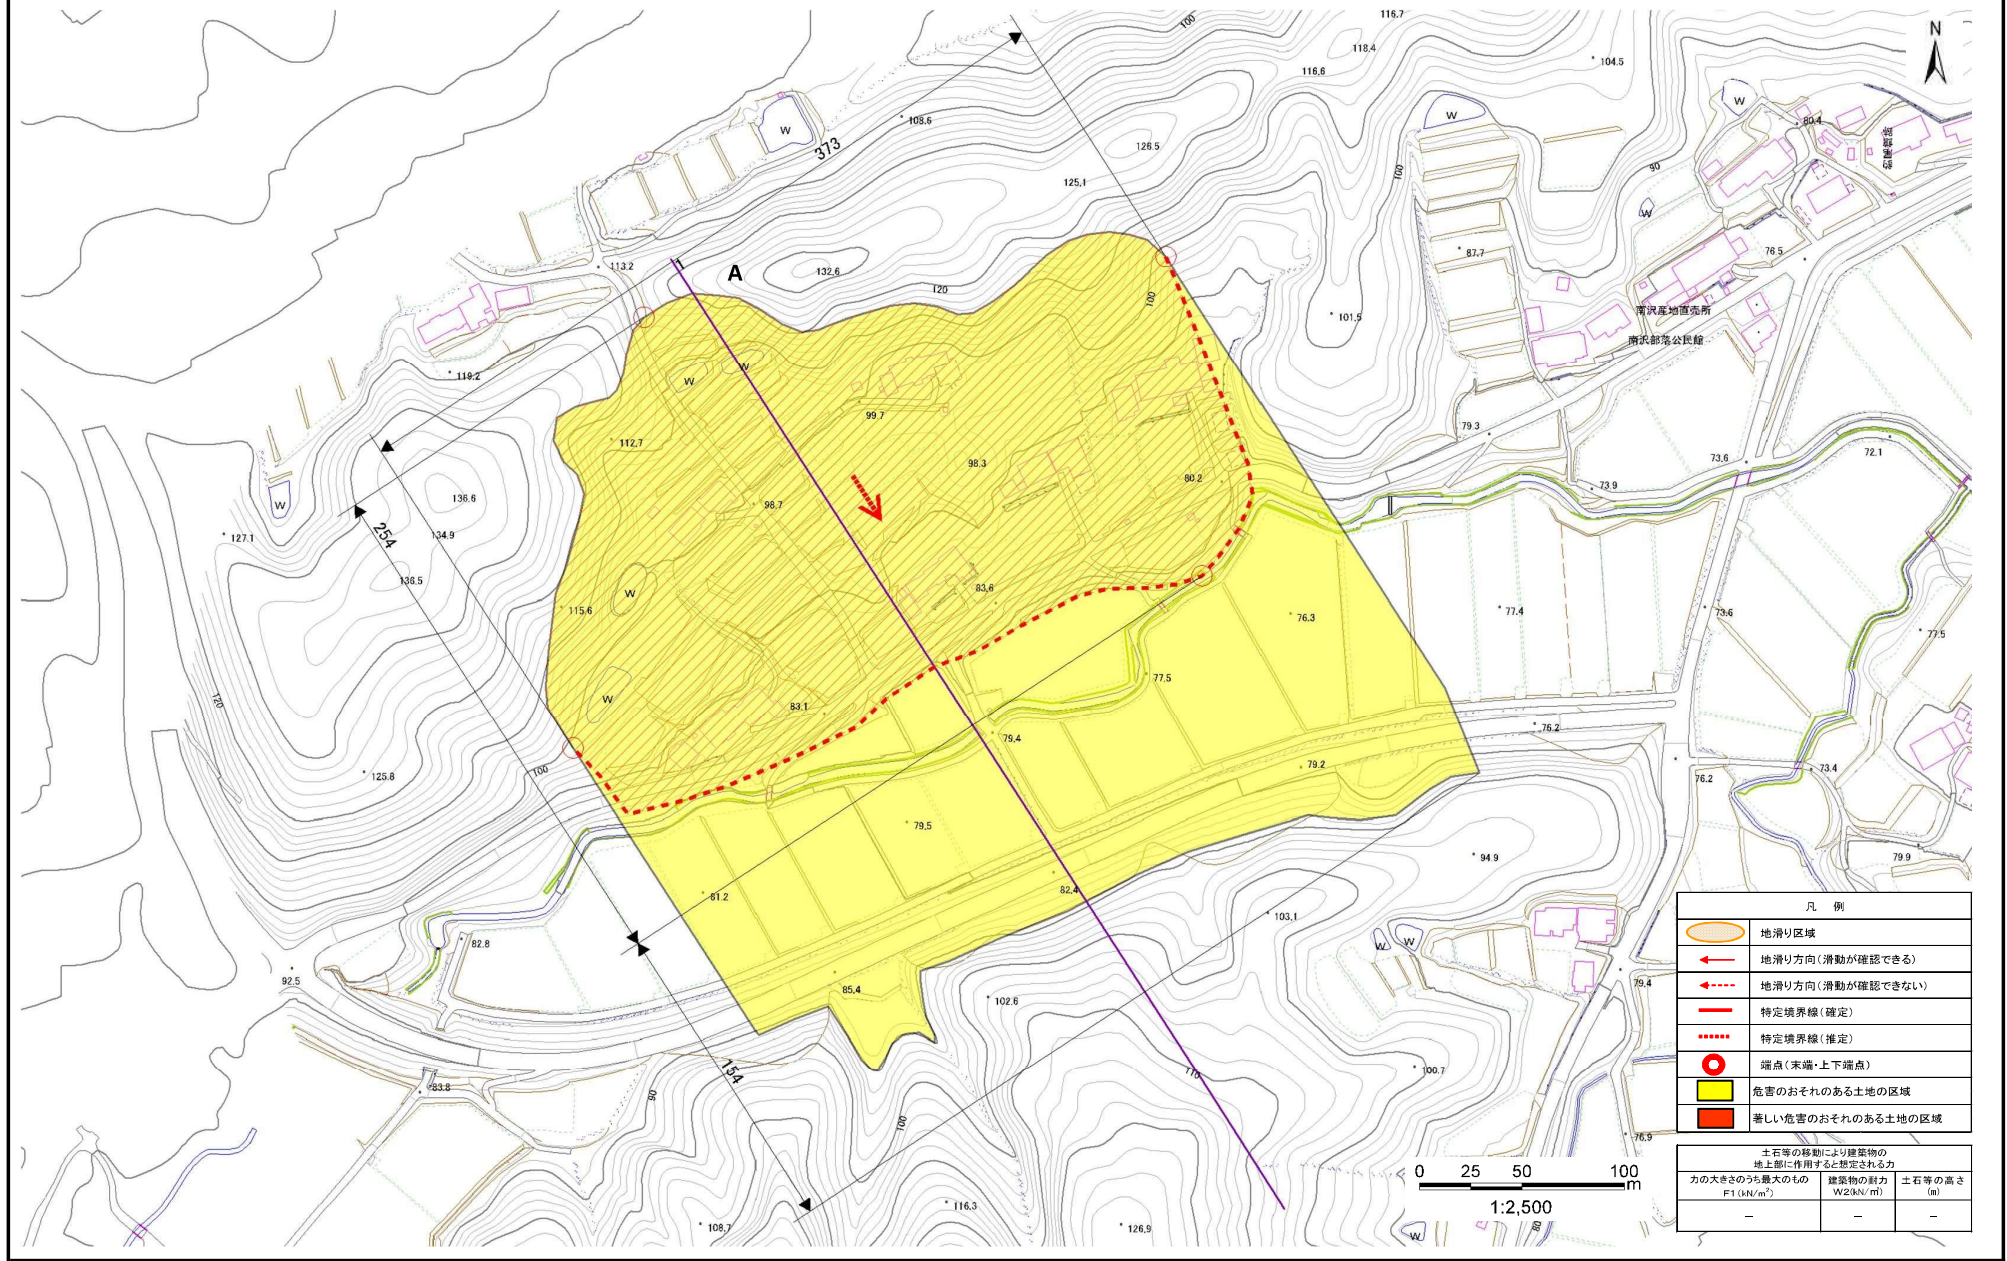 116.7
100
N
118.4
104.5
116.6
W
W
W
108.6
80.4
373
126.5
100
90
125.1
W
87.7
76.5
113.2
1
A
132.6
120
100
南沢産地直売所
101.5
南沢部落公民館
W
W
119.2
99.7
112.7
79.3
98.3
73.6
72.1
80.2
73.9
136.6
W
98.7
254
134.9
127.1
136.5
83.6
W
115.6
76.3
77.4
73.6
77.5
77.5
120
W
83.1
79.4
76.2
79.2
100
125.8
76.2
73.4
79.5
94.9
79.9
81.2
82.4
103.1
W
W
82.8
92.5
79.4
85.4
102.6
110
100.7
154
83.8
90
100
76.9
116.3
108.7
126.9
W
80
凡 例
地滑り区域
地滑り方向(滑動が確認できる)
地滑り方向(滑動が確認できない)
特定境界線(確定)
特定境界線(推定)
端点(末端・上下端点)
危害のおそれのある土地の区域
著しい危害のおそれのある土地の区域
0 25 50 100
m
1:2,500
土石等の移動により建築物の
地上部に作用すると想定される力
力の大きさのうち最大のもの
F1(kN/m²)
建築物の耐力
W2(kN/㎡)
土石等の高さ
(m)
－ － －